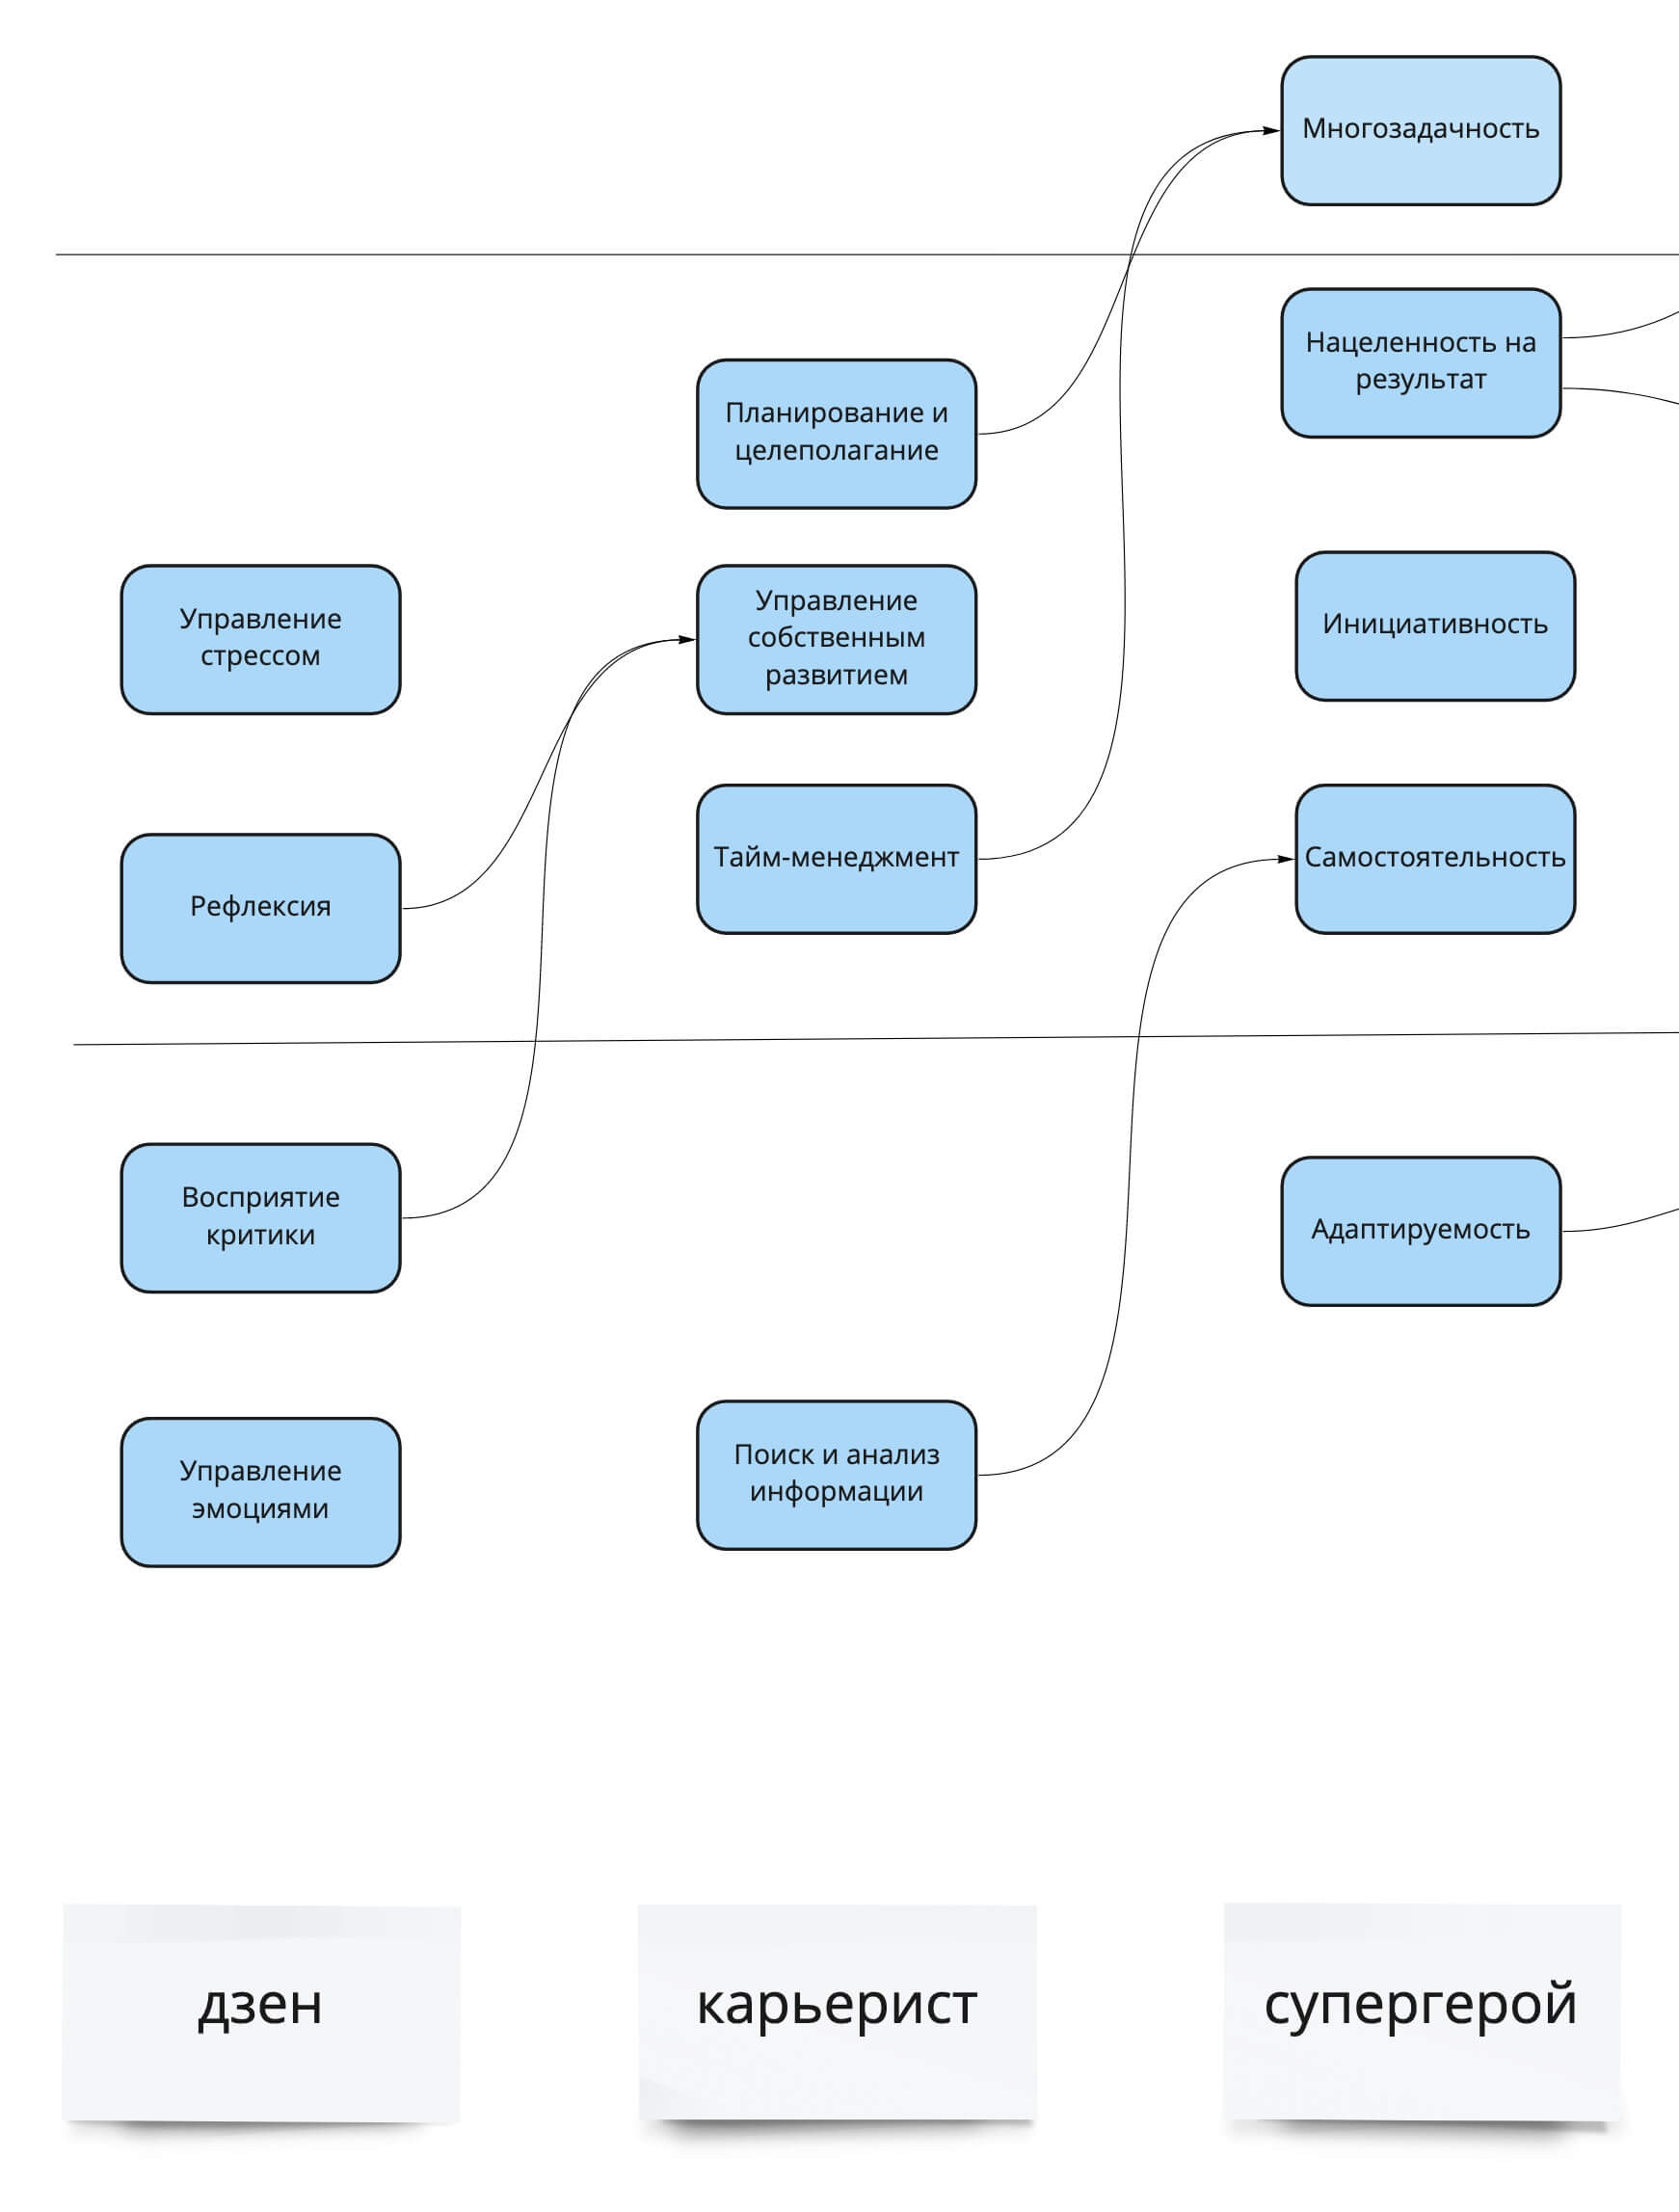 Многозадачность
Нацеленность на
результат
Планирование и
целеполагание
Управление
стрессом
Управление
собственным
развитием
Инициативность
Рефлексия
Тайм-менеджмент
Самостоятельность
Восприятие
критики
Адаптируемость
Управление
эмоциями
Поиск и анализ
информации
дзен
карьерист
супергерой